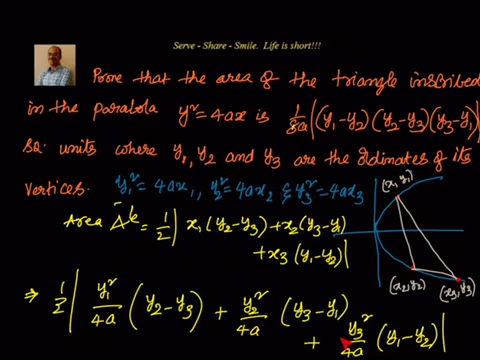 Serve - Share - Smile. Life is short!!!
Prove that the area of the triangle inscribed
in the parabola y² = 4ax is 1/8a |(y₁-y₂)(y₂-y₃)(y₃-y₁)|
sq. units where y₁, y₂ and y₃ are the ordinates of its
vertices. y₁² = 4ax₁, y₂² = 4ax₂ & y₃² = 4ax₃
(x₁, y₁)
Area = 1/2 | x₁(y₂-y₃) + x₂(y₃-y₁)
+ x₃(y₁-y₂)|
(x₂, y₂)
(x₃, y₃)
⇒ 1/2 | y₁²/4a (y₂-y₃) + y₂²/4a (y₃-y₁)
+ y₃²/4a (y₁-y₂)|